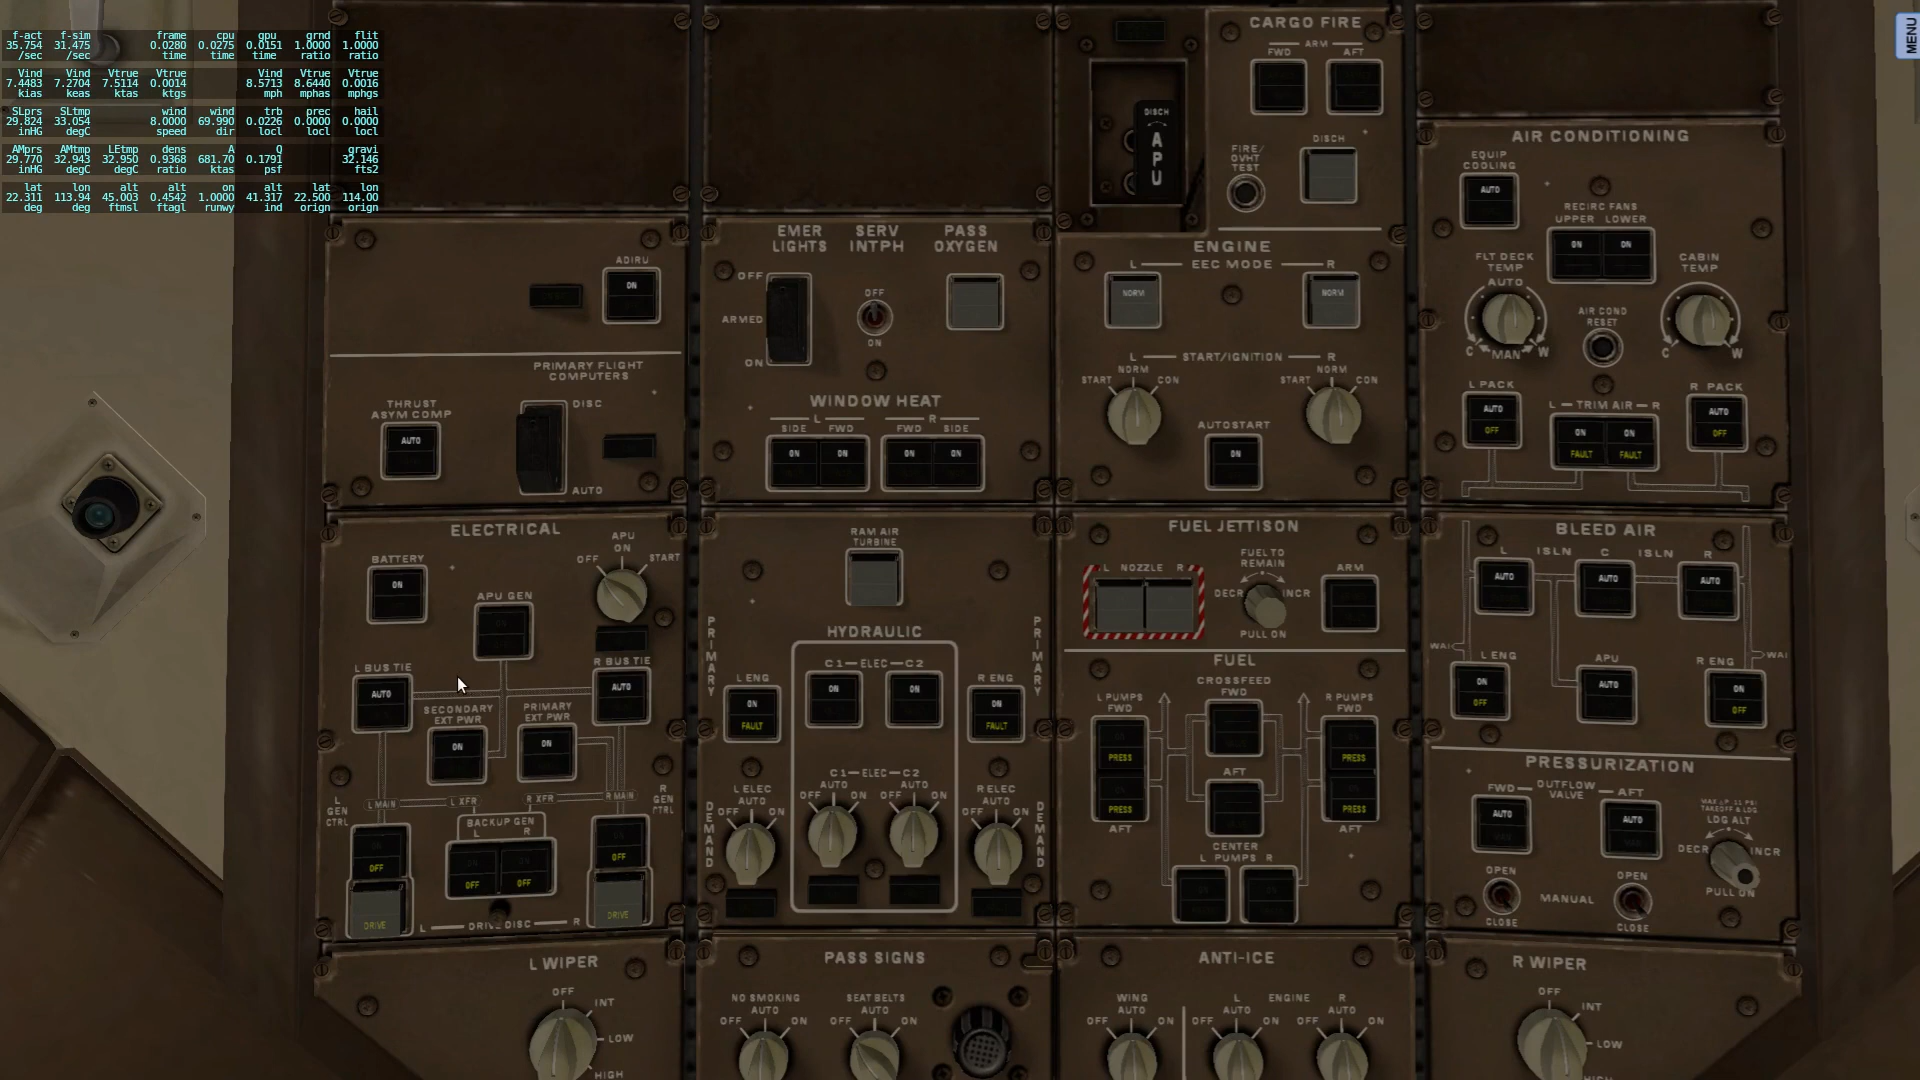 f-act f-sim frame cpu gpu grnd flit
35.754 31.475 0.0280 0.0275 0.0151 1.0000 1.0000
/sec /sec time time time ratio ratio
Vind Vind Vtrue Vtrue Vind Vtrue Vtrue
7.4483 7.2704 7.5114 0.0014 8.5713 8.6440 0.0016
kias keas ktas ktgs mph mphas mphgs
SLprs SLtmp wind wind trb prec hail
29.824 33.054 8.0000 69.990 0.0226 0.0000 0.0000
inHG degC speed dir locl locl locl
AMprs AMtmp LEtmp dens A Q gravi
29.770 32.943 32.950 0.9368 681.70 0.1791 32.146
inHG degC degC ratio ktas psf fts2
lat lon alt alt on alt lat lon
22.311 113.94 45.003 0.4542 1.0000 41.317 22.500 114.00
deg deg ftmsl ftagl runwy ind orign orign
MENU
ADIRU
ON
PRIMARY FLIGHT
COMPUTERS
DISC
AUTO
THRUST
ASYM COMP
AUTO
EMER
LIGHTS
OFF
ARMED
ON
SERV
INTPH
OFF
ON
PASS
OXYGEN
WINDOW HEAT
L R
SIDE FWD FWD SIDE
ON ON ON ON
CARGO FIRE
ARM
FWD AFT
DISCH
APU
FIRE/
OVHT
TEST
DISCH
ENGINE
L EEC MODE R
NORM NORM
L START/IGNITION R
START NORM CON START NORM CON
AUTOSTART
ON
AIR CONDITIONING
EQUIP
COOLING
AUTO
RECIRC FANS
UPPER LOWER
ON ON
FLT DECK
TEMP
AUTO
C MAN W
CABIN
TEMP
C W
AIR COND
RESET
L PACK
AUTO
OFF
L TRIM AIR R
ON ON
FAULT FAULT
R PACK
AUTO
OFF
ELECTRICAL
BATTERY
ON
APU
OFF ON START
APU GEN
L BUS TIE
AUTO
R BUS TIE
AUTO
SECONDARY
EXT PWR
ON
PRIMARY
EXT PWR
ON
L MAIN L XFR R XFR R MAIN
L
GEN
CTRL
OFF
BACKUP GEN
L R
OFF OFF
R
GEN
CTRL
OFF
DRIVE DRIVE
L DRIVE DISC R
RAM AIR
TURBINE
HYDRAULIC
PRIMARY PRIMARY
L ENG
ON
FAULT
C1 ELEC C2
ON ON
R ENG
ON
FAULT
DEMAND DEMAND
L ELEC
AUTO
OFF ON
C1 ELEC C2
AUTO AUTO
OFF ON OFF ON
R ELEC
AUTO
OFF ON
FUEL JETTISON
L NOZZLE R
FUEL TO
REMAIN
DECR INCR
PULL ON
ARM
FUEL
L PUMPS
FWD
PRESS
PRESS
AFT
CROSSFEED
FWD
AFT
R PUMPS
FWD
PRESS
PRESS
AFT
CENTER
L PUMPS R
BLEED AIR
L ISLN C ISLN R
AUTO AUTO AUTO
WAI WAI
L ENG
ON
OFF
APU
AUTO
R ENG
ON
OFF
PRESSURIZATION
FWD OUTFLOW
VALVE AFT
AUTO AUTO
TAKEOFF & LDG
LDG ALT
DECR INCR
PULL ON
OPEN
CLOSE
MANUAL
OPEN
CLOSE
L WIPER
OFF
INT
LOW
HIGH
PASS SIGNS
NO SMOKING
AUTO
OFF ON
SEAT BELTS
AUTO
OFF ON
ANTI-ICE
WING
AUTO
OFF ON
L ENGINE R
AUTO AUTO
OFF ON OFF ON
R WIPER
OFF
INT
LOW
HIGH